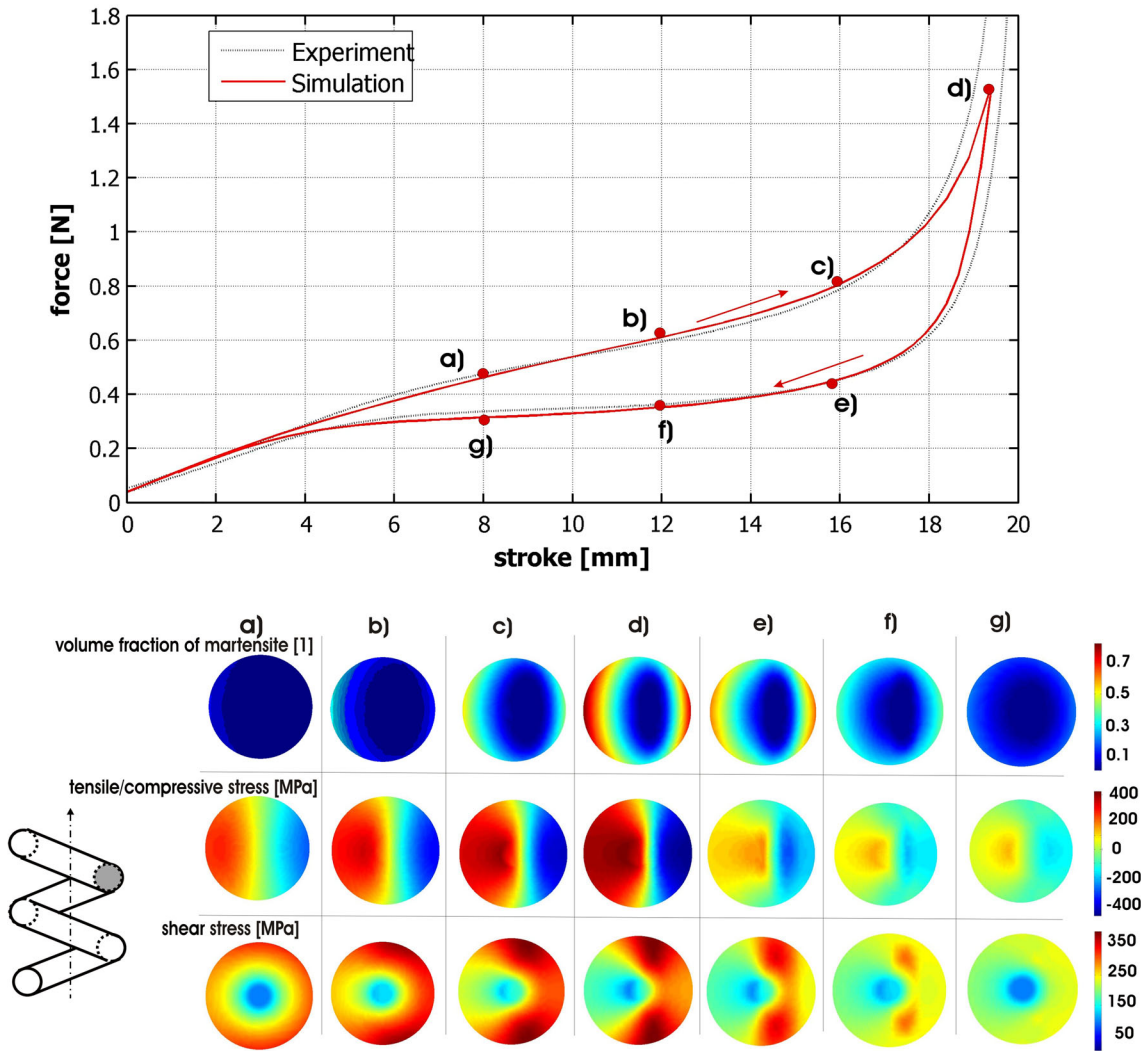 1.8
1.6
1.4
1.2
1
0.8
0.6
0.4
0.2
0
force [N]
Experiment
Simulation
a)
b)
c)
d)
e)
f)
g)
0 2 4 6 8 10 12 14 16 18 20
stroke [mm]
a) b) c) d) e) f) g)
volume fraction of martensite [1]
0.7
0.5
0.3
0.1
tensile/compressive stress [MPa]
400
200
0
-200
-400
shear stress [MPa]
350
250
150
50